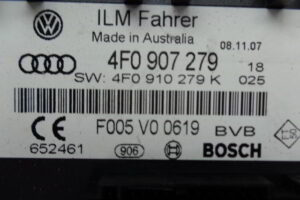 ILM Fahrer
Made in Australia
08.11.07
4F0 907 279
18
SW: 4F0 910 279 K 025
F005 V0 0619 BVB
CE
652461
906
BOSCH